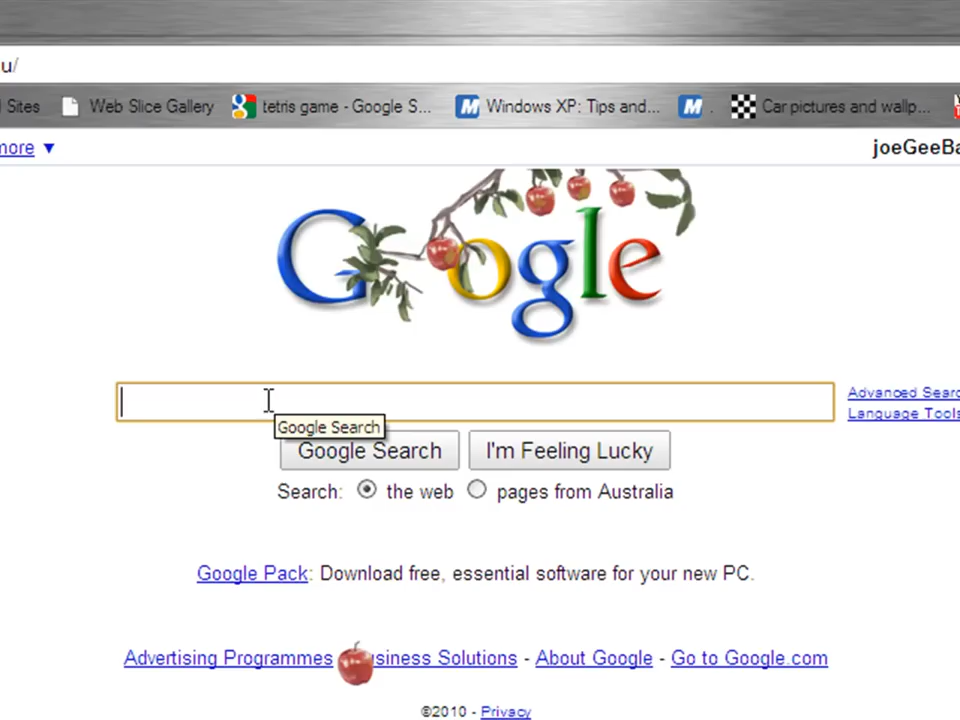 u/
Sites Web Slice Gallery tetris game - Google S... Windows XP: Tips and... . Car pictures and wallp...
more ▼ joeGeeBa
Google
Advanced Searc
Language Tools
Google Search
Google Search I'm Feeling Lucky
Search: the web pages from Australia
Google Pack: Download free, essential software for your new PC.
Advertising Programmes usiness Solutions - About Google - Go to Google.com
©2010 - Privacy